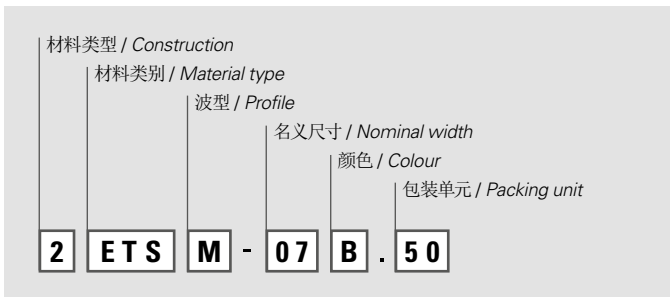 材料类型 / Construction
材料类别 / Material type
波型 / Profile
名义尺寸 / Nominal width
颜色 / Colour
包装单元 / Packing unit
2 ETS M - 07 B . 50